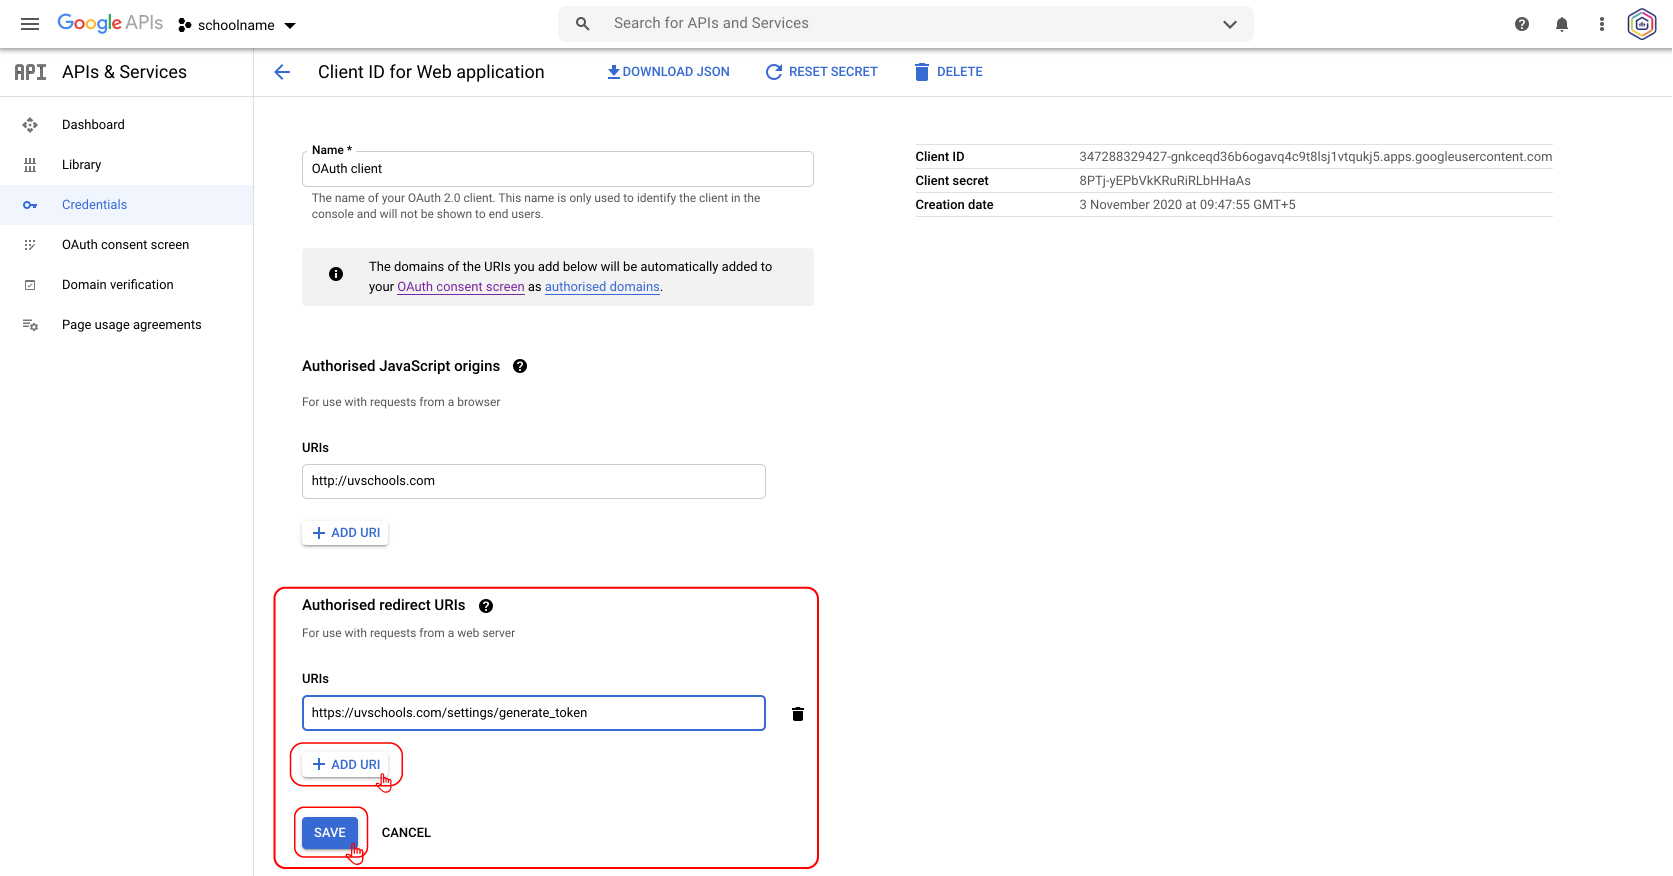 Google APIs
schoolname
Search for APIs and Services
API APIs & Services
Client ID for Web application
DOWNLOAD JSON
RESET SECRET
DELETE
Dashboard
Library
Credentials
OAuth consent screen
Domain verification
Page usage agreements
Name *
OAuth client
The name of your OAuth 2.0 client. This name is only used to identify the client in the
console and will not be shown to end users.
The domains of the URIs you add below will be automatically added to
your OAuth consent screen as authorised domains.
Authorised JavaScript origins
For use with requests from a browser
URIs
http://uvschools.com
ADD URI
Authorised redirect URIs
For use with requests from a web server
URIs
https://uvschools.com/settings/generate_token
ADD URI
SAVE
CANCEL
Client ID 347288329427-gnkceqd36b6ogavq4c9t8lsj1vtqukj5.apps.googleusercontent.com
Client secret 8PTj-yEPbVkKRuRiRLbHHaAs
Creation date 3 November 2020 at 09:47:55 GMT+5